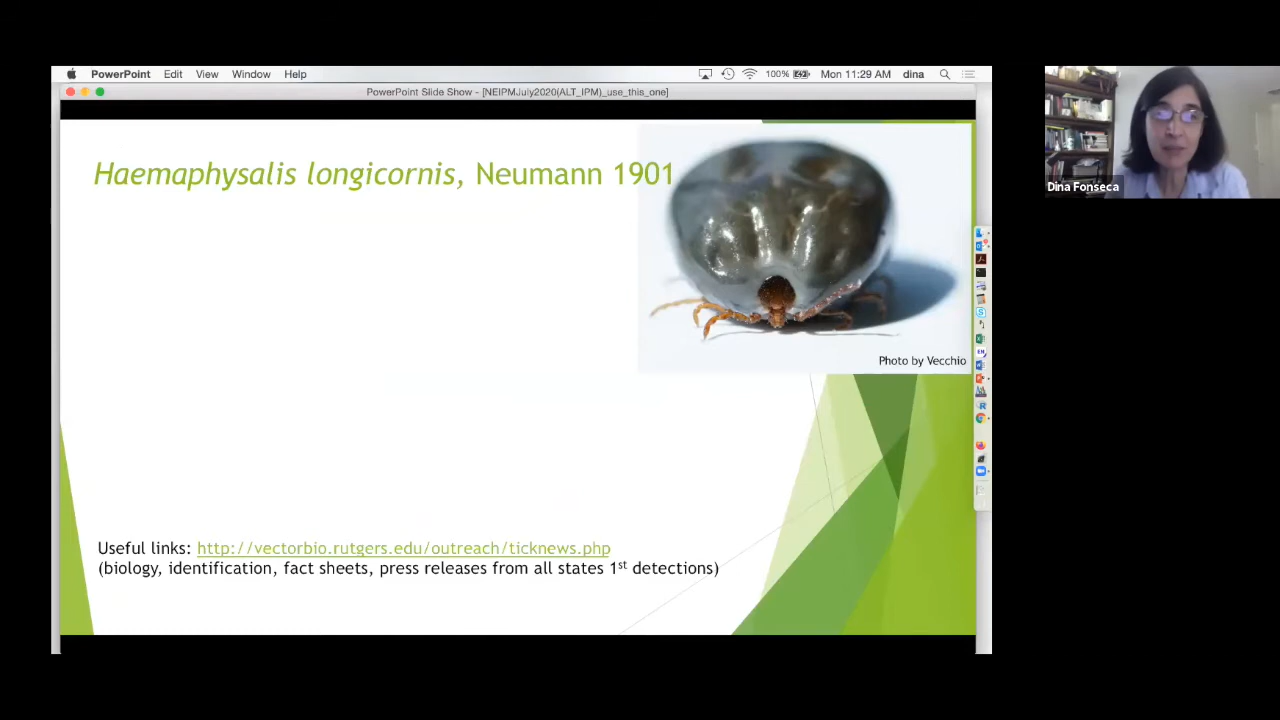 PowerPoint Edit View Window Help 100% Mon 11:29 AM dina
PowerPoint Slide Show - [NEIPMJuly2020(ALT_IPM)_use_this_one]
Haemaphysalis longicornis, Neumann 1901
Photo by Vecchio
Useful links: http://vectorbio.rutgers.edu/outreach/ticknews.php
(biology, identification, fact sheets, press releases from all states 1st detections)
Dina Fonseca